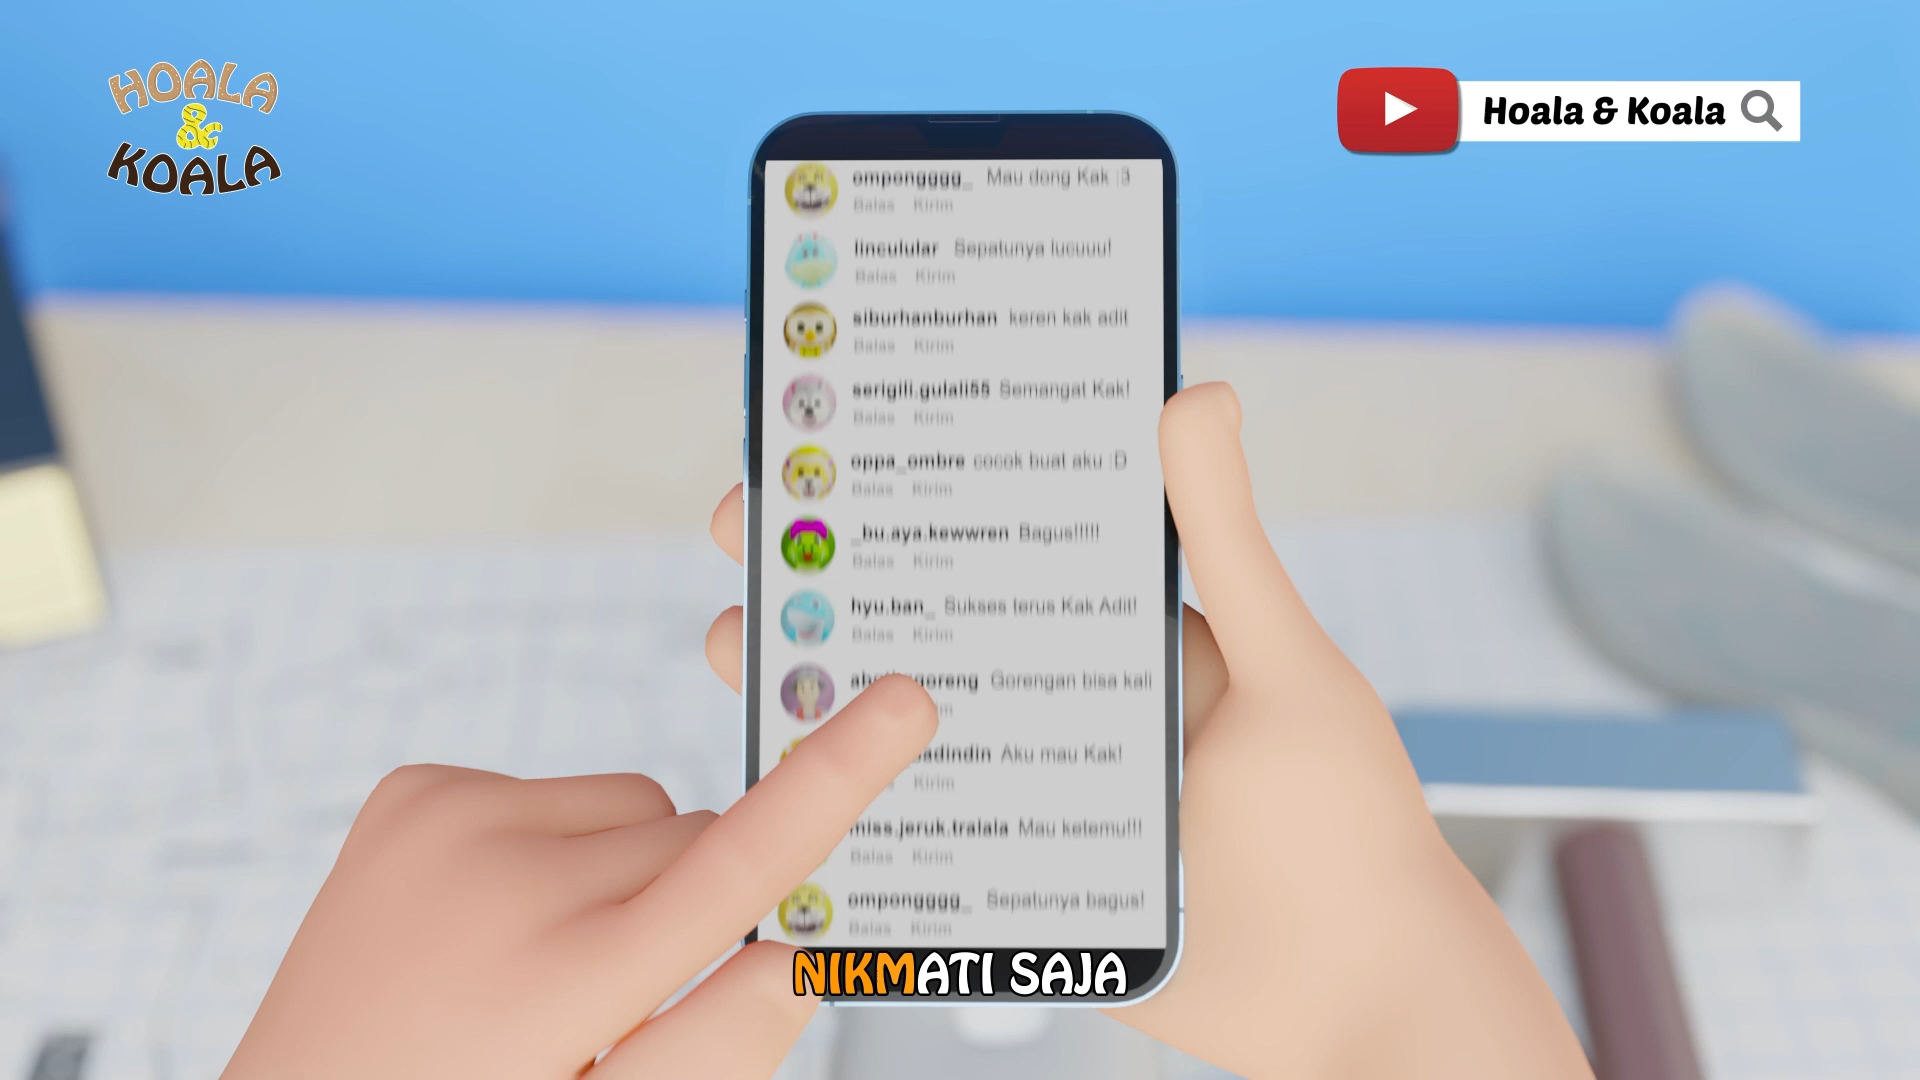 HOALA
&
KOALA
Hoala & Koala
ompongggg_ Mau dong Kak :3
Balas Kirim
linculular Sepatunya lucuuu!
Balas Kirim
siburhanburhan keren kak adit
Balas Kirim
serigili.gulali55 Semangat Kak!
Balas Kirim
oppa_ombre cocok buat aku :D
Balas Kirim
_bu.aya.kewwren Bagus!!!!!
Balas Kirim
hyu.ban_ Sukses terus Kak Adit!
Balas Kirim
Gorengan bisa kali
Aku mau Kak!
Kirim
miss.jeruk.tralala Mau ketemu!!!
Balas Kirim
ompongggg_ Sepatunya bagus!
Balas Kirim
NIKMATI SAJA